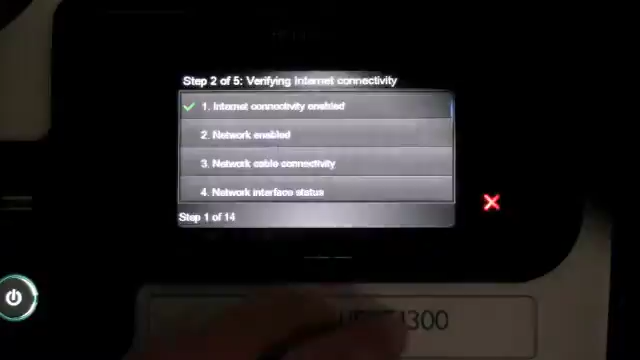 Step 2 of 5: Verifying Internet connectivity
1. Internet connectivity enabled
2. Network enabled
3. Network cable connectivity
4. Network interface status
Step 1 of 14